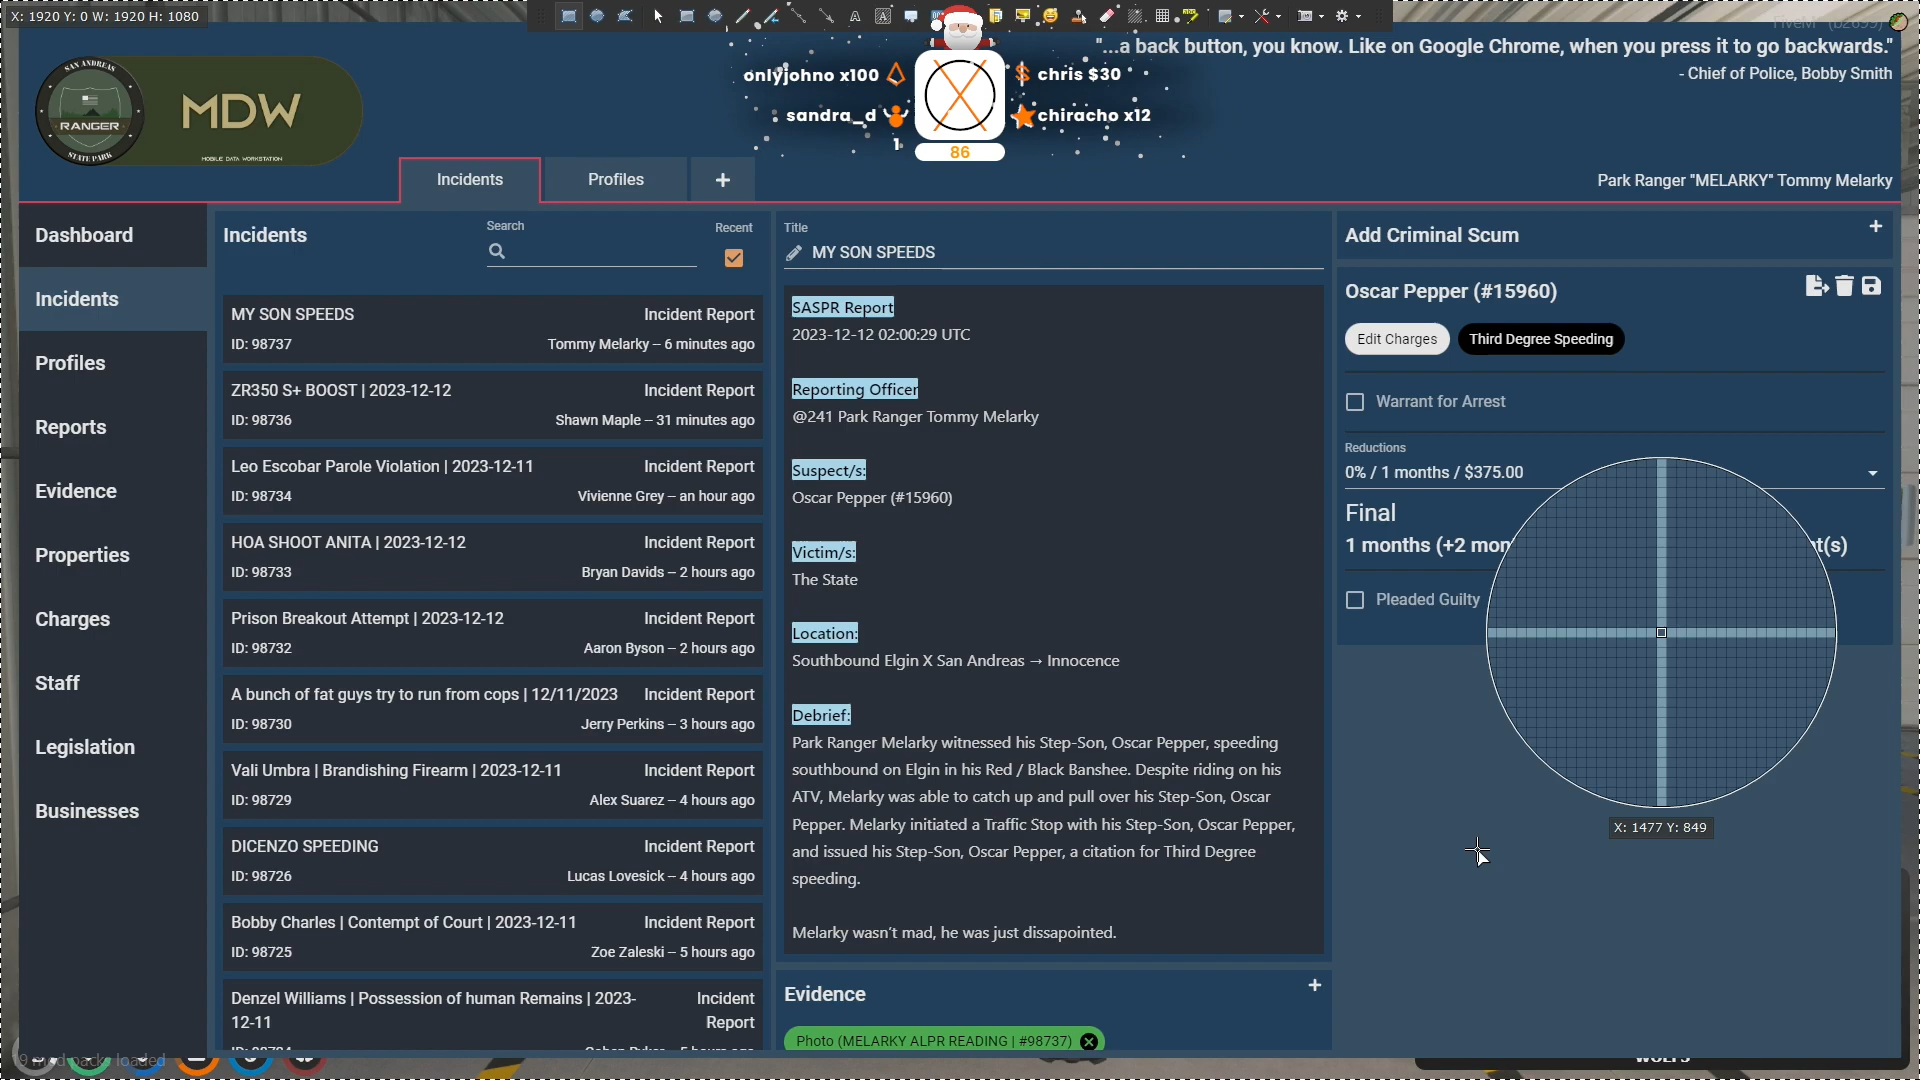 X: 1920 Y: 0 W: 1920 H: 1080
"...a back button, you know. Like on Google Chrome, when you press it to go backwards."
- Chief of Police, Bobby Smith
SAN ANDREAS
RANGER
STATE PARK
MDW
MOBILE DATA WORKSTATION
onlyjohno x100
chris $30
sandra_d
1
chiracho x12
86
Incidents
Profiles
+
Park Ranger "MELARKY" Tommy Melarky
Dashboard
Incidents
Profiles
Reports
Evidence
Properties
Charges
Staff
Legislation
Businesses
Incidents
Search
Recent
MY SON SPEEDS Incident Report
ID: 98737 Tommy Melarky – 6 minutes ago
ZR350 S+ BOOST | 2023-12-12 Incident Report
ID: 98736 Shawn Maple – 31 minutes ago
Leo Escobar Parole Violation | 2023-12-11 Incident Report
ID: 98734 Vivienne Grey – an hour ago
HOA SHOOT ANITA | 2023-12-12 Incident Report
ID: 98733 Bryan Davids – 2 hours ago
Prison Breakout Attempt | 2023-12-12 Incident Report
ID: 98732 Aaron Byson – 2 hours ago
A bunch of fat guys try to run from cops | 12/11/2023 Incident Report
ID: 98730 Jerry Perkins – 3 hours ago
Vali Umbra | Brandishing Firearm | 2023-12-11 Incident Report
ID: 98729 Alex Suarez – 4 hours ago
DICENZO SPEEDING Incident Report
ID: 98726 Lucas Lovesick – 4 hours ago
Bobby Charles | Contempt of Court | 2023-12-11 Incident Report
ID: 98725 Zoe Zaleski – 5 hours ago
Denzel Williams | Possession of human Remains | 2023- Incident
12-11 Report
Title
MY SON SPEEDS
SASPR Report
2023-12-12 02:00:29 UTC
Reporting Officer
@241 Park Ranger Tommy Melarky
Suspect/s:
Oscar Pepper (#15960)
Victim/s:
The State
Location:
Southbound Elgin X San Andreas → Innocence
Debrief:
Park Ranger Melarky witnessed his Step-Son, Oscar Pepper, speeding
southbound on Elgin in his Red / Black Banshee. Despite riding on his
ATV, Melarky was able to catch up and pull over his Step-Son, Oscar
Pepper. Melarky initiated a Traffic Stop with his Step-Son, Oscar Pepper,
and issued his Step-Son, Oscar Pepper, a citation for Third Degree
speeding.
Melarky wasn't mad, he was just dissapointed.
Evidence
+
Photo (MELARKY ALPR READING | #98737)
Add Criminal Scum
+
Oscar Pepper (#15960)
Edit Charges
Third Degree Speeding
Warrant for Arrest
Reductions
0% / 1 months / $375.00
Final
1 months (+2 mon
t(s)
Pleaded Guilty
X: 1477 Y: 849
loaded